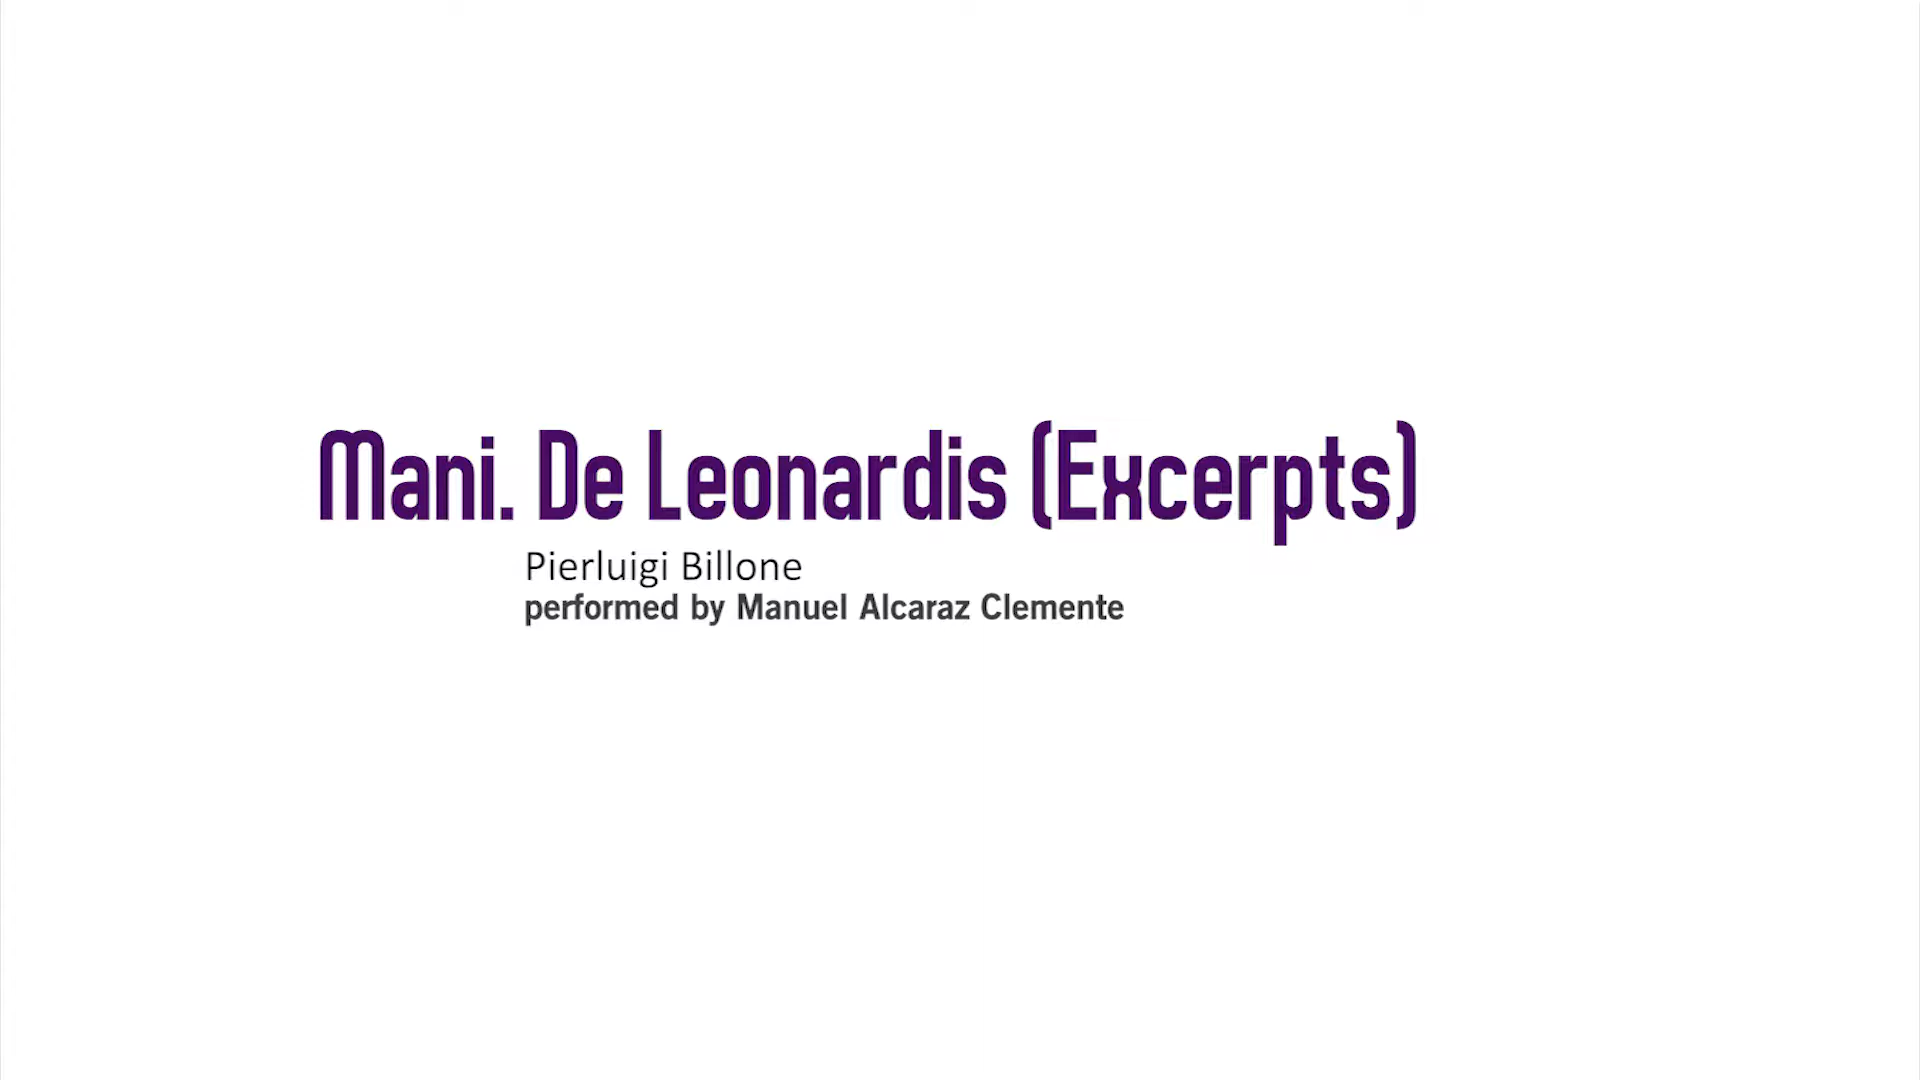 Mani. De Leonardis (Excerpts)
Pierluigi Billone
performed by Manuel Alcaraz Clemente